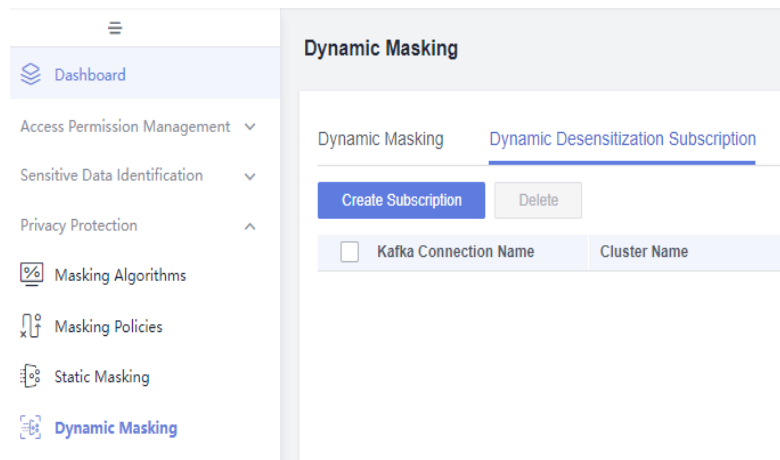 Dashboard
Access Permission Management
Sensitive Data Identification
Privacy Protection
Masking Algorithms
Masking Policies
Static Masking
Dynamic Masking
Dynamic Masking
Dynamic Masking Dynamic Desensitization Subscription
Create Subscription Delete
Kafka Connection Name Cluster Name